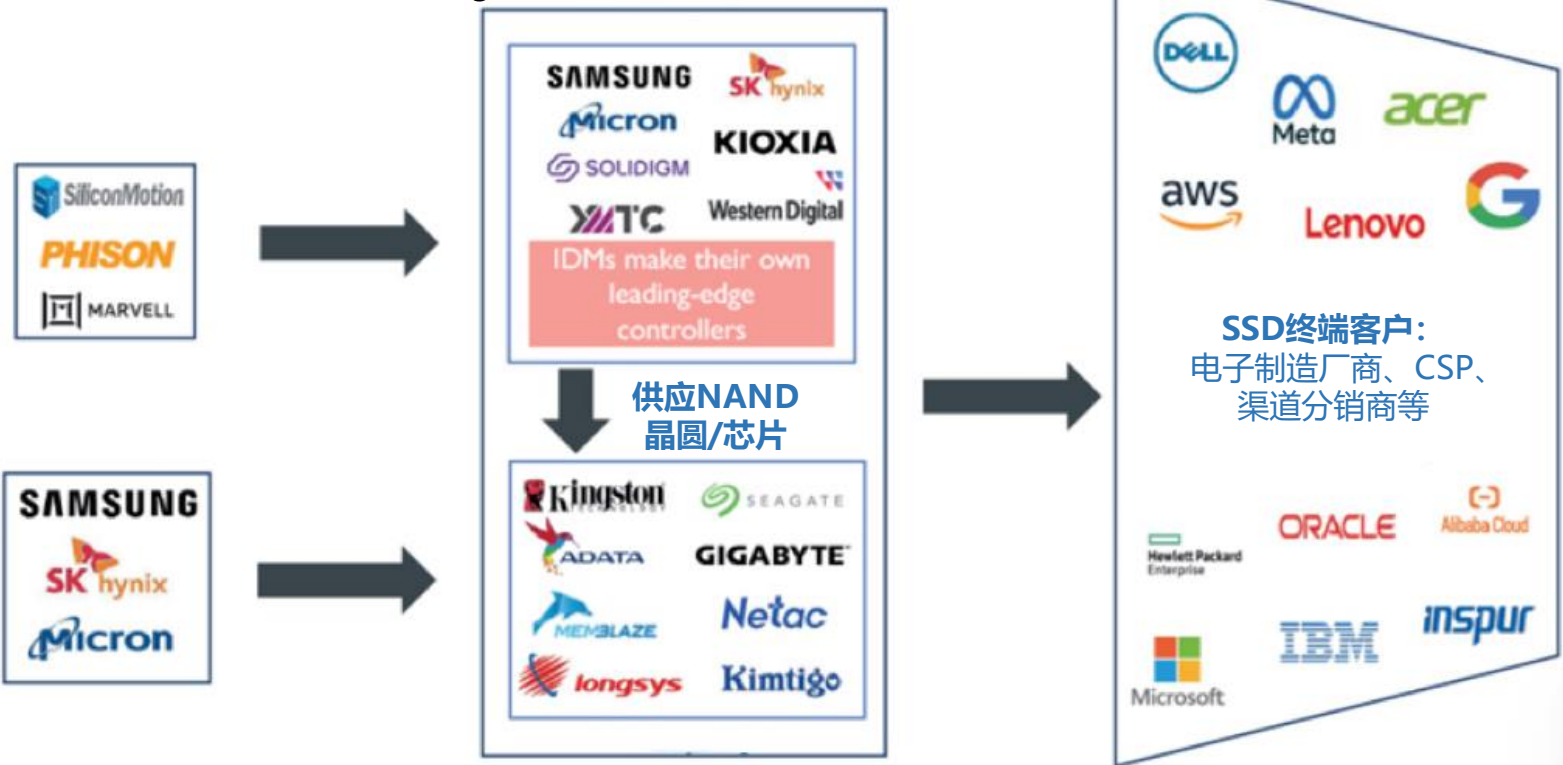 SiliconMotion
PHISON
MARVELL
SAMSUNG
SK hynix
Micron
SAMSUNG
SK hynix
Micron
KIOXIA
SOLIDIGM
YMTC
Western Digital
IDMs make their own
leading-edge
controllers
供应NAND
晶圆/芯片
Kingston
TECHNOLOGY
SEAGATE
ADATA
GIGABYTE
MEMBLAZE
Netac
longsys
Kimtigo
DELL
Meta
acer
aws
Lenovo
G
SSD终端客户：
电子制造厂商、CSP、
渠道分销商等
Hewlett Packard
Enterprise
ORACLE
Alibaba Cloud
Microsoft
IBM
inspur